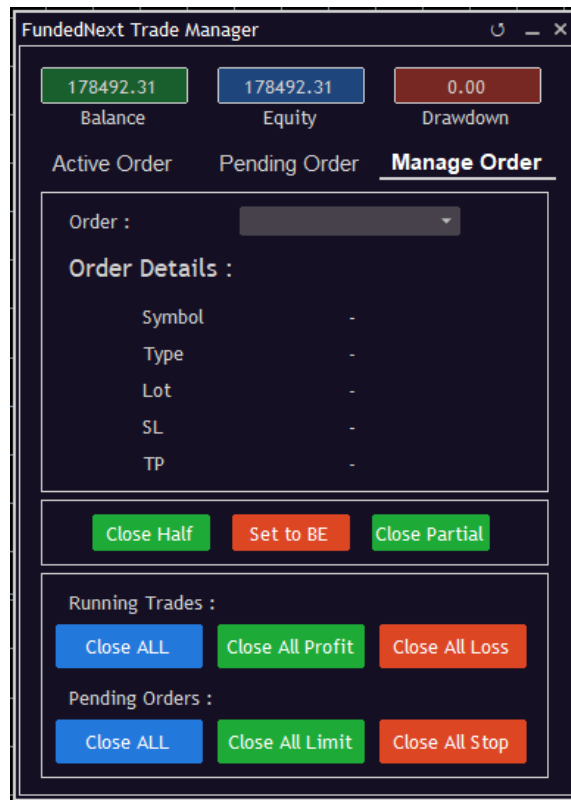 FundedNext Trade Manager
178492.31 178492.31 0.00
Balance Equity Drawdown
Active Order Pending Order Manage Order
Order :
Order Details :
Symbol -
Type -
Lot -
SL -
TP -
Close Half Set to BE Close Partial
Running Trades :
Close ALL Close All Profit Close All Loss
Pending Orders :
Close ALL Close All Limit Close All Stop